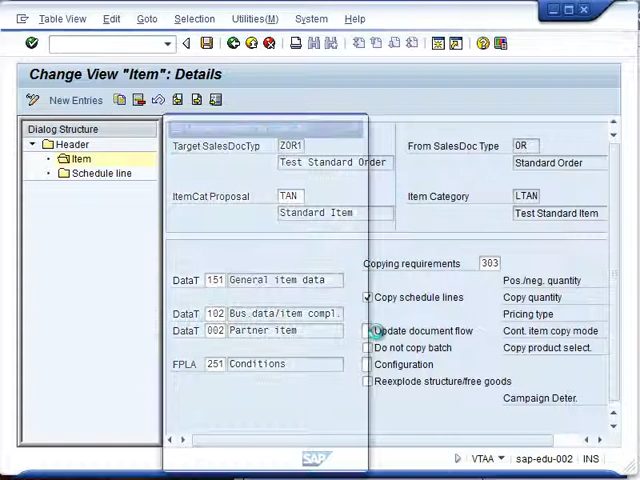 Table View Edit Goto Selection Utilities(M) System Help
Change View "Item": Details
New Entries
Dialog Structure
Header
Item
Schedule line
Target SalesDocTyp ZOR1 From SalesDoc Type OR
Test Standard Order Standard Order
ItemCat Proposal TAN Item Category LTAN
Standard Item Test Standard Item
Copying requirements 303
DataT 151 General item data Pos./neg. quantity
Copy schedule lines Copy quantity
DataT 102 Bus.data/item compl. Pricing type
DataT 002 Partner item Update document flow Cont. item copy mode
Do not copy batch Copy product select.
FPLA 251 Conditions Configuration
Reexplode structure/free goods
Campaign Deter.
SAP VTAA sap-edu-002 INS